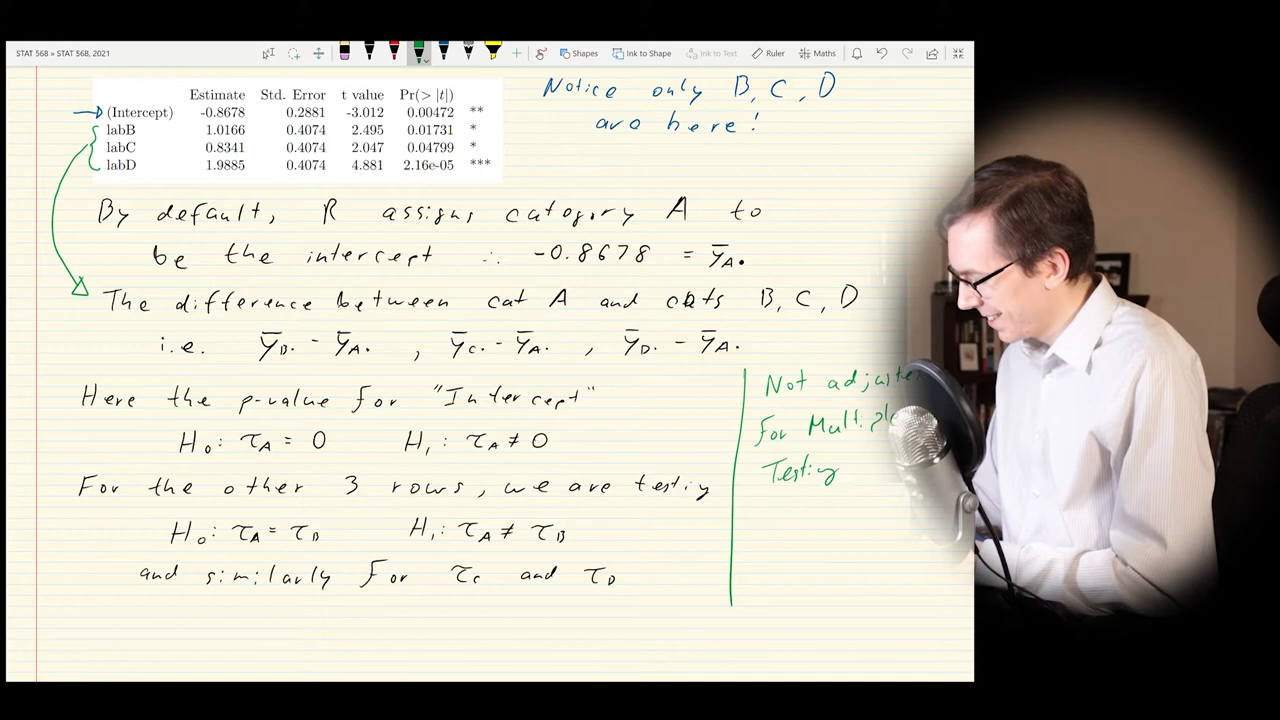 STAT 568 » STAT 568, 2021
Shapes Ink to Shape Ink to Text Ruler Maths
Estimate Std. Error t value Pr(> |t|)
(Intercept) -0.8678 0.2881 -3.012 0.00472 **
labB 1.0166 0.4074 2.495 0.01731 *
labC 0.8341 0.4074 2.047 0.04799 *
labD 1.9885 0.4074 4.881 2.16e-05 ***
Notice only B, C, D
are here!
By default, R assigns category A to
be the intercept ∴ -0.8678 = ȳA.
The difference between cat A and cats B, C, D
i.e. ȳB. - ȳA. , ȳC. - ȳA. , ȳD. - ȳA.
Here the p-value for "Intercept"
H₀: τA = 0 H₁: τA ≠ 0
For the other 3 rows, we are testing
H₀: τA = τB H₁: τA ≠ τB
and similarly for τC and τD
Not
For
Testing